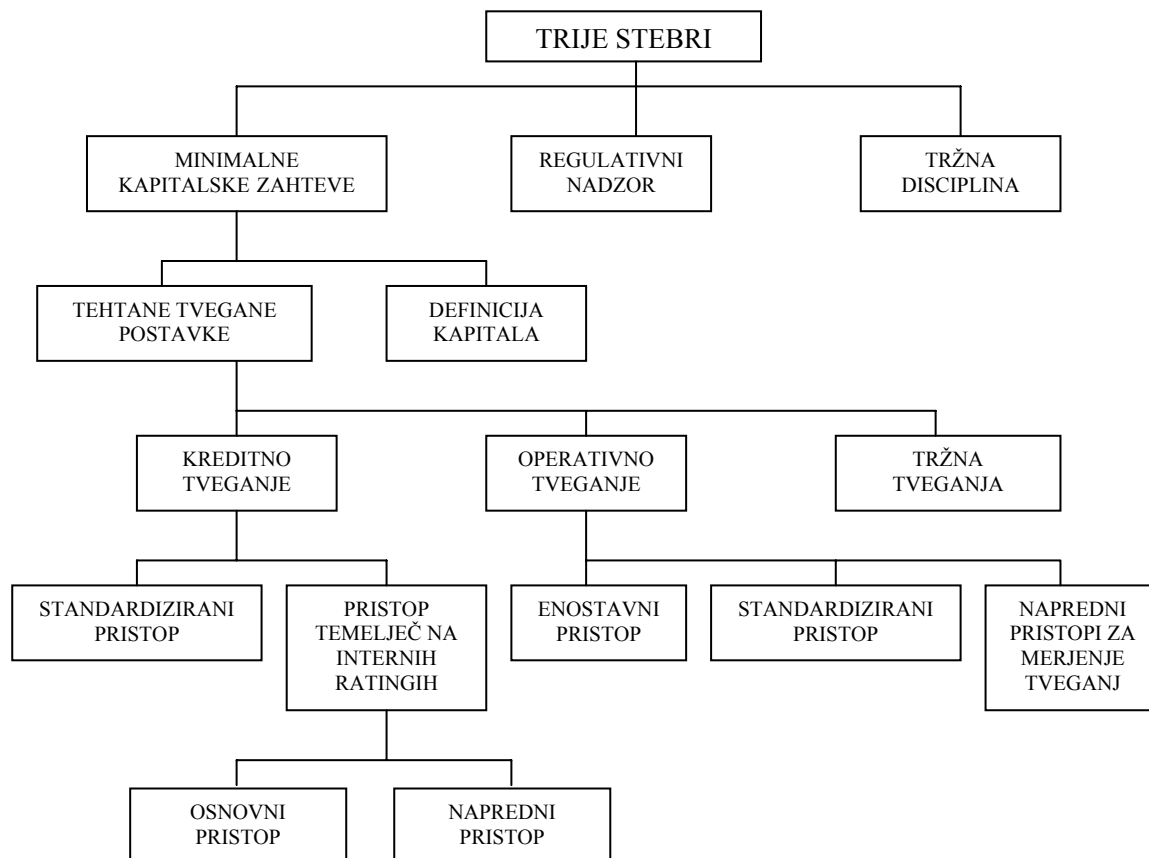 TRIJE STEBRI
MINIMALNE
KAPITALSKE ZAHTEVE
REGULATIVNI
NADZOR
TRŽNA
DISCIPLINA
TEHTANE TVEGANE
POSTAVKE
DEFINICIJA
KAPITALA
KREDITNO
TVEGANJE
OPERATIVNO
TVEGANJE
TRŽNA
TVEGANJA
STANDARDIZIRANI
PRISTOP
PRISTOP
TEMELJEČ NA
INTERNIH
RATINGIH
ENOSTAVNI
PRISTOP
STANDARDIZIRANI
PRISTOP
NAPREDNI
PRISTOPI ZA
MERJENJE
TVEGANJ
OSNOVNI
PRISTOP
NAPREDNI
PRISTOP